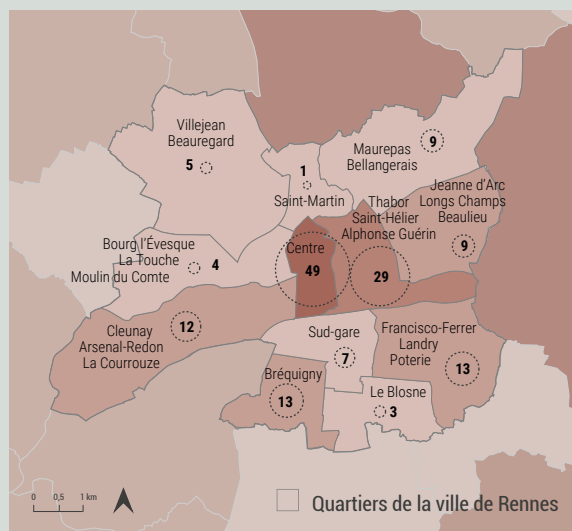 Villejean
Beauregard
5
1
Saint-Martin
Maurepas
Bellangerais
9
Jeanne d'Arc
Longs Champs
Beaulieu
9
Thabor
Saint-Hélier
Alphonse Guérin
29
Centre
49
Bourg l'Évesque
La Touche
Moulin du Comte
4
Cleunay
Arsenal-Redon
La Courrouze
12
Sud-gare
7
Francisco-Ferrer
Landry
Poterie
13
Bréquigny
13
Le Blosne
3
0 0,5 1 km
Quartiers de la ville de Rennes